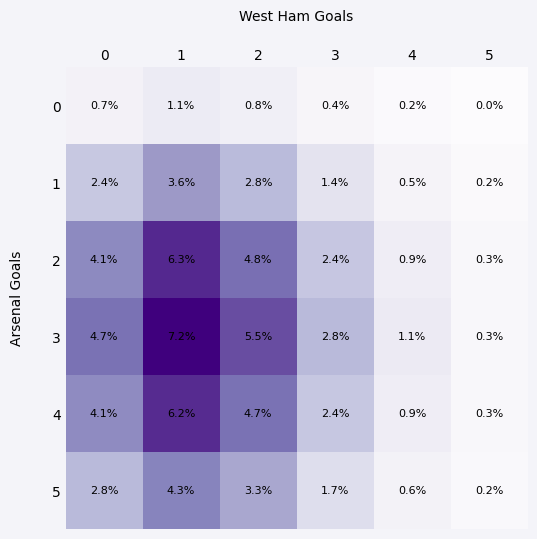 West Ham Goals
0 1 2 3 4 5
0 0.7% 1.1% 0.8% 0.4% 0.2% 0.0%
1 2.4% 3.6% 2.8% 1.4% 0.5% 0.2%
2 4.1% 6.3% 4.8% 2.4% 0.9% 0.3%
Arsenal Goals
3 4.7% 7.2% 5.5% 2.8% 1.1% 0.3%
4 4.1% 6.2% 4.7% 2.4% 0.9% 0.3%
5 2.8% 4.3% 3.3% 1.7% 0.6% 0.2%